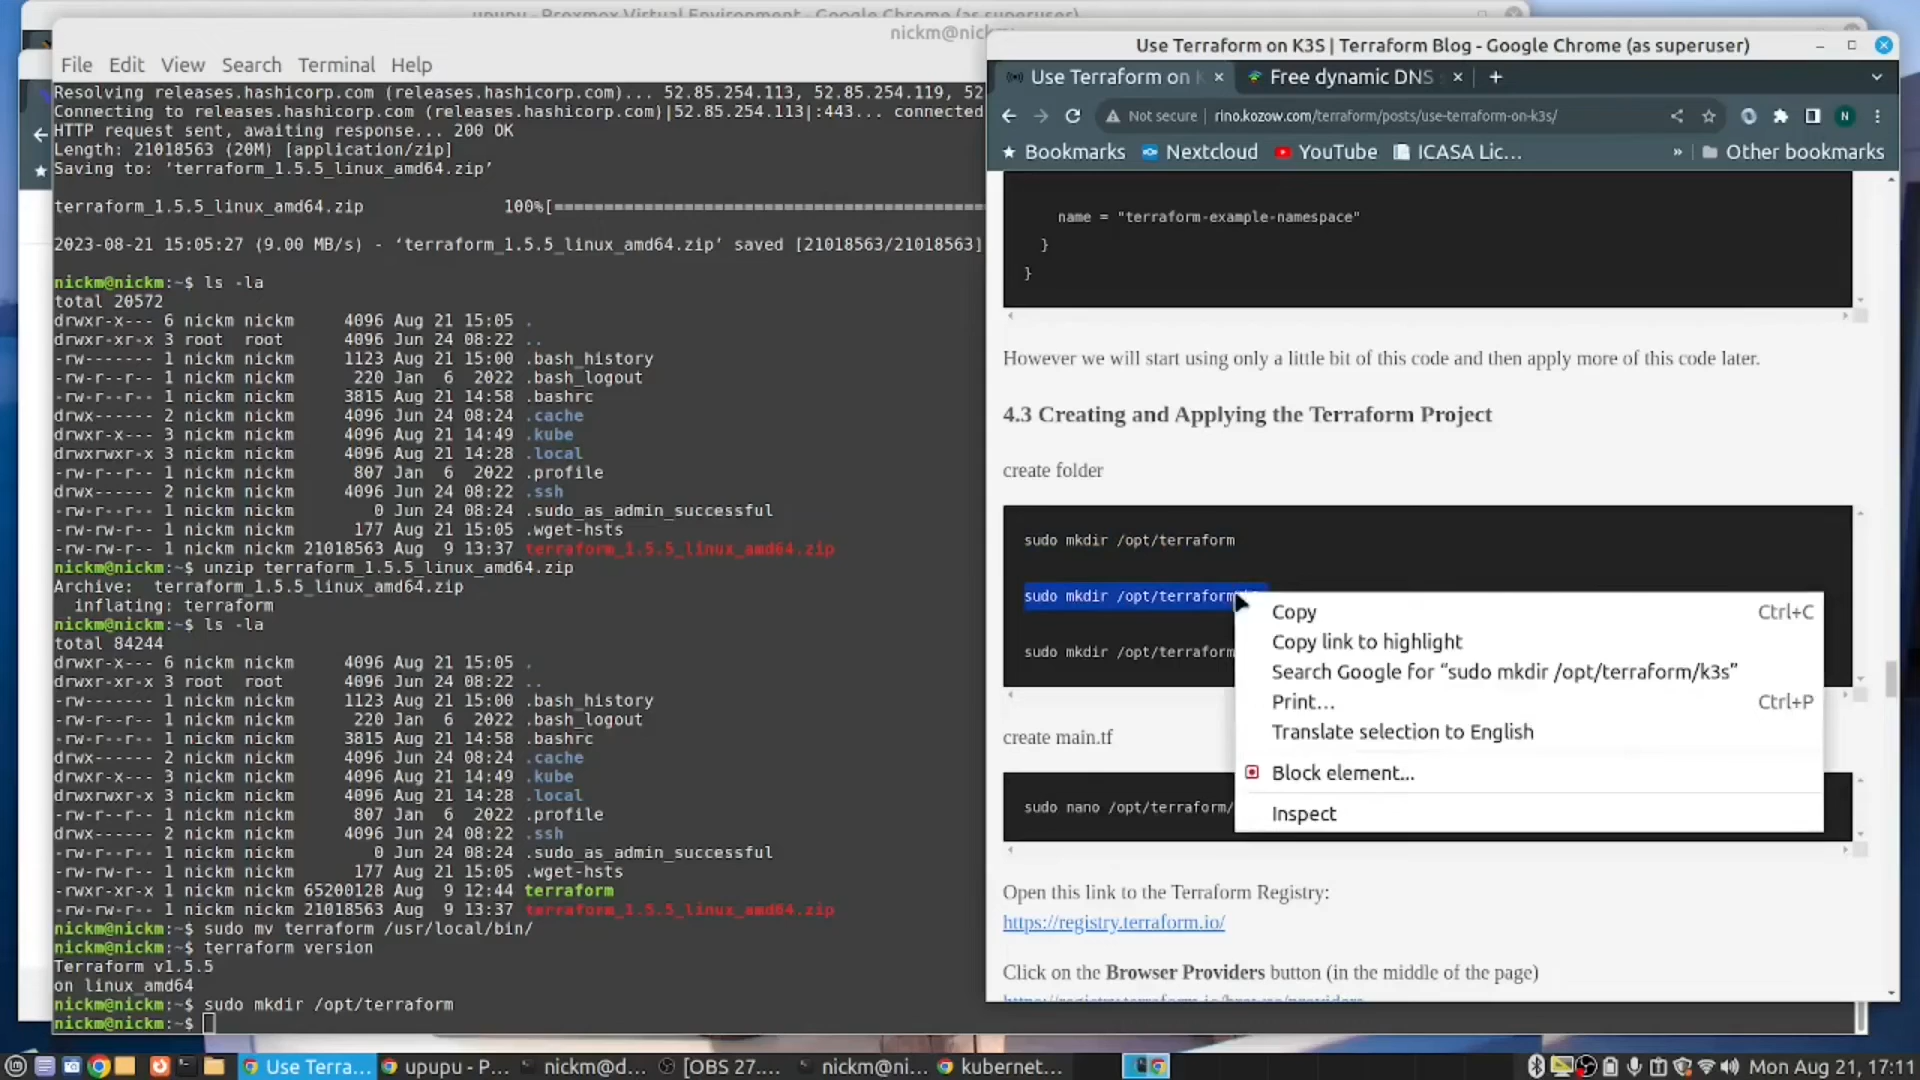 upupu - Proxmox Virtual Environment - Google Chrome (as superuser)
File Edit View Search Terminal Help
Resolving releases.hashicorp.com (releases.hashicorp.com)... 52.85.254.113, 52.85.254.119, 52
Connecting to releases.hashicorp.com (releases.hashicorp.com)|52.85.254.113|:443... connected
HTTP request sent, awaiting response... 200 OK
Length: 21018563 (20M) [application/zip]
Saving to: ‘terraform_1.5.5_linux_amd64.zip’
terraform_1.5.5_linux_amd64.zip 100%[===========================================
2023-08-21 15:05:27 (9.00 MB/s) - ‘terraform_1.5.5_linux_amd64.zip’ saved [21018563/21018563]
nickm@nickm:~$ ls -la
total 20572
drwxr-x--- 6 nickm nickm 4096 Aug 21 15:05 .
drwxr-xr-x 3 root root 4096 Jun 24 08:22 ..
-rw------- 1 nickm nickm 1123 Aug 21 15:00 .bash_history
-rw-r--r-- 1 nickm nickm 220 Jan 6 2022 .bash_logout
-rw-r--r-- 1 nickm nickm 3815 Aug 21 14:58 .bashrc
drwx------ 2 nickm nickm 4096 Jun 24 08:24 .cache
drwxr-x--- 3 nickm nickm 4096 Aug 21 14:49 .kube
drwxrwxr-x 3 nickm nickm 4096 Aug 21 14:28 .local
-rw-r--r-- 1 nickm nickm 807 Jan 6 2022 .profile
drwx------ 2 nickm nickm 4096 Jun 24 08:22 .ssh
-rw-r--r-- 1 nickm nickm 0 Jun 24 08:24 .sudo_as_admin_successful
-rw-rw-r-- 1 nickm nickm 177 Aug 21 15:05 .wget-hsts
-rw-rw-r-- 1 nickm nickm 21018563 Aug 9 13:37 terraform_1.5.5_linux_amd64.zip
nickm@nickm:~$ unzip terraform_1.5.5_linux_amd64.zip
Archive: terraform_1.5.5_linux_amd64.zip
inflating: terraform
nickm@nickm:~$ ls -la
total 84244
drwxr-x--- 6 nickm nickm 4096 Aug 21 15:05 .
drwxr-xr-x 3 root root 4096 Jun 24 08:22 ..
-rw------- 1 nickm nickm 1123 Aug 21 15:00 .bash_history
-rw-r--r-- 1 nickm nickm 220 Jan 6 2022 .bash_logout
-rw-r--r-- 1 nickm nickm 3815 Aug 21 14:58 .bashrc
drwx------ 2 nickm nickm 4096 Jun 24 08:24 .cache
drwxr-x--- 3 nickm nickm 4096 Aug 21 14:49 .kube
drwxrwxr-x 3 nickm nickm 4096 Aug 21 14:28 .local
-rw-r--r-- 1 nickm nickm 807 Jan 6 2022 .profile
drwx------ 2 nickm nickm 4096 Jun 24 08:22 .ssh
-rw-r--r-- 1 nickm nickm 0 Jun 24 08:24 .sudo_as_admin_successful
-rw-rw-r-- 1 nickm nickm 177 Aug 21 15:05 .wget-hsts
-rwxr-xr-x 1 nickm nickm 65200128 Aug 9 12:44 terraform
-rw-rw-r-- 1 nickm nickm 21018563 Aug 9 13:37 terraform_1.5.5_linux_amd64.zip
nickm@nickm:~$ sudo mv terraform /usr/local/bin/
nickm@nickm:~$ terraform version
Terraform v1.5.5
on linux_amd64
nickm@nickm:~$ sudo mkdir /opt/terraform
nickm@nickm:~$
Use Terraform on K3S | Terraform Blog - Google Chrome (as superuser)
Use Terraform on
Free dynamic DNS
Not secure rino.kozow.com/terraform/posts/use-terraform-on-k3s/
N
Bookmarks Nextcloud YouTube ICASA Lic... » Other bookmarks
name = "terraform-example-namespace"
}
}
However we will start using only a little bit of this code and then apply more of this code later.
4.3 Creating and Applying the Terraform Project
create folder
sudo mkdir /opt/terraform
sudo mkdir /opt/terraform
sudo mkdir /opt/terraform
Copy Ctrl+C
Copy link to highlight
Search Google for “sudo mkdir /opt/terraform/k3s”
Print... Ctrl+P
Translate selection to English
Block element...
Inspect
create main.tf
sudo nano /opt/terraform/
Open this link to the Terraform Registry:
https://registry.terraform.io/
Click on the Browser Providers button (in the middle of the page)
https://registry.terraform.io/browse/providers
Use Terra... upupu - P... nickm@d... [OBS 27.... nickm@ni... kubernet... Mon Aug 21, 17:11